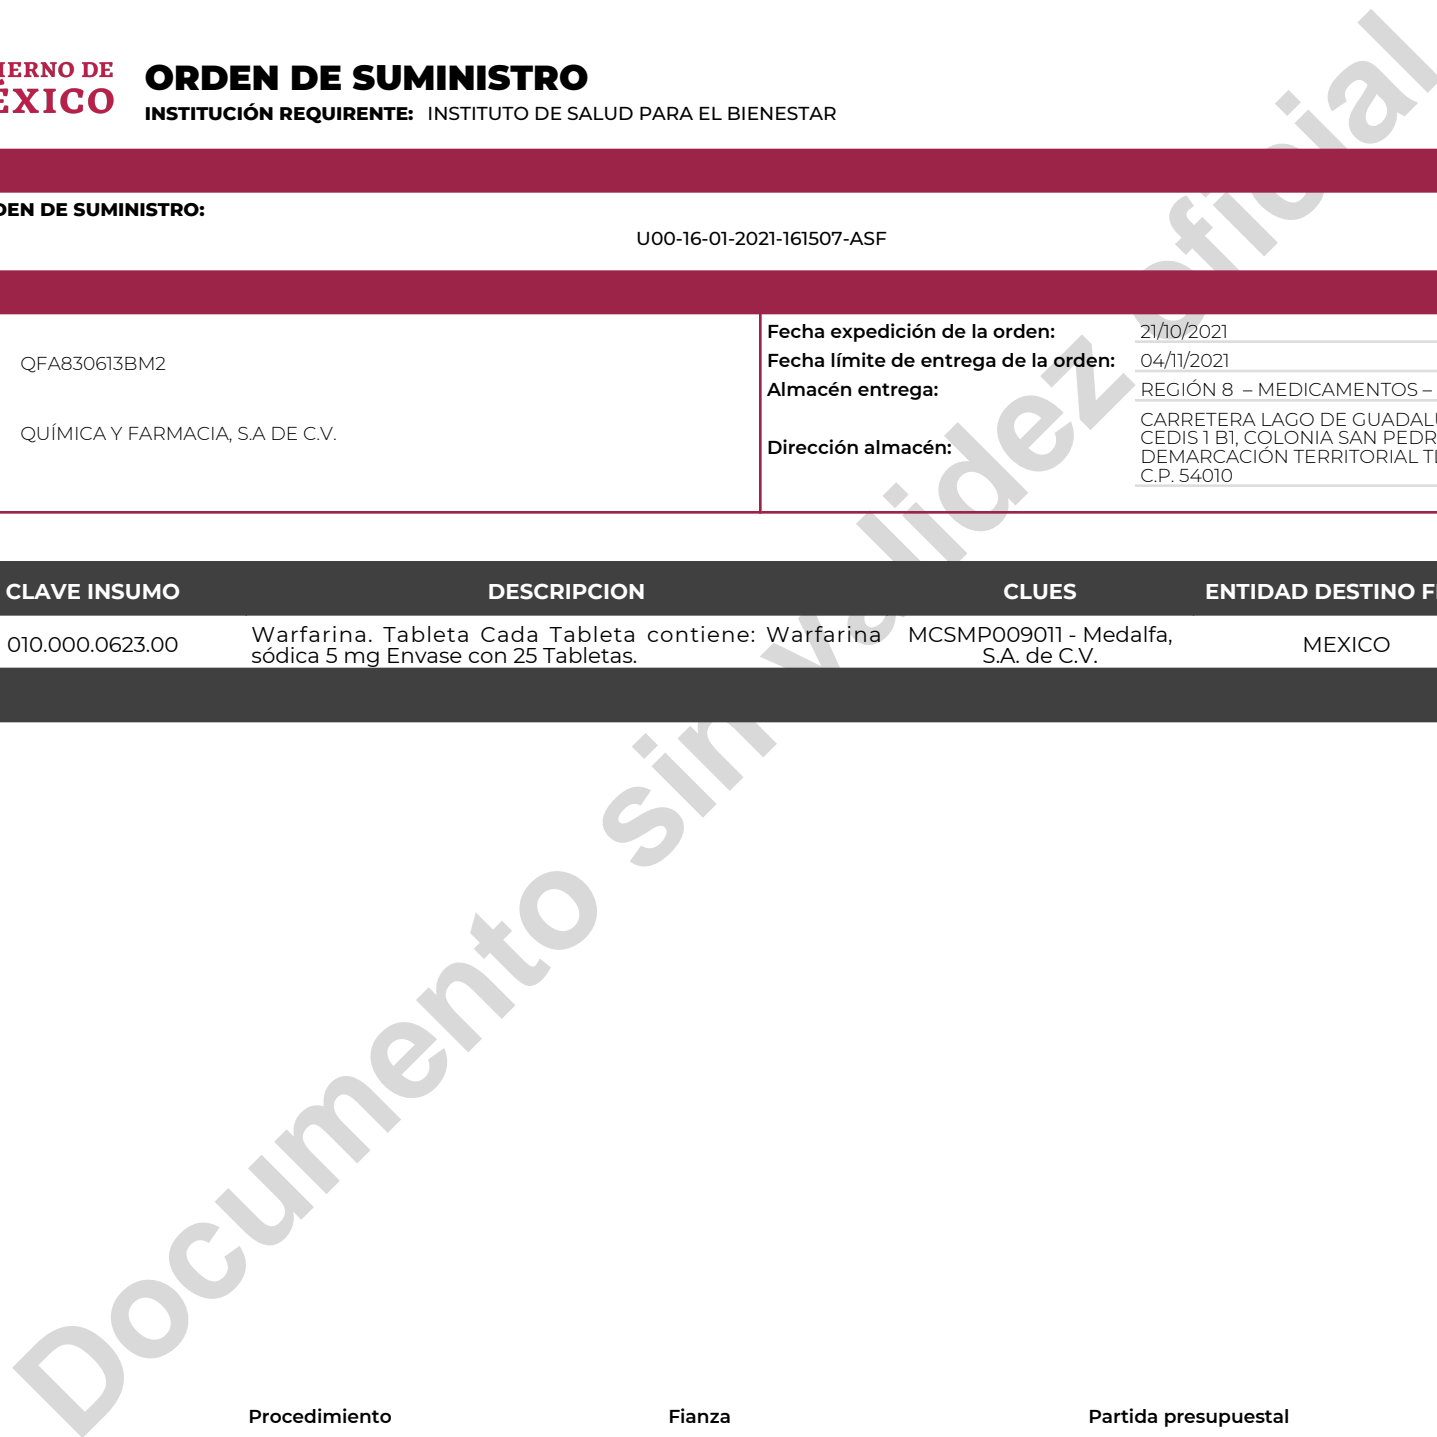 IERNO DE
ÉXICO
ORDEN DE SUMINISTRO
INSTITUCIÓN REQUIRENTE: INSTITUTO DE SALUD PARA EL BIENESTAR
DEN DE SUMINISTRO:
U00-16-01-2021-161507-ASF
QFA830613BM2
QUÍMICA Y FARMACIA, S.A DE C.V.
Fecha expedición de la orden: 21/10/2021
Fecha límite de entrega de la orden: 04/11/2021
Almacén entrega: REGIÓN 8 – MEDICAMENTOS –
Dirección almacén:
CARRETERA LAGO DE GUADALU
CEDIS 1 B1, COLONIA SAN PEDR
DEMARCACIÓN TERRITORIAL TL
C.P. 54010
CLAVE INSUMO DESCRIPCION CLUES ENTIDAD DESTINO F
010.000.0623.00
Warfarina. Tableta Cada Tableta contiene: Warfarina
sódica 5 mg Envase con 25 Tabletas.
MCSMP009011 - Medalfa,
S.A. de C.V.
MEXICO
Documento sin validez oficial
Procedimiento Fianza Partida presupuestal